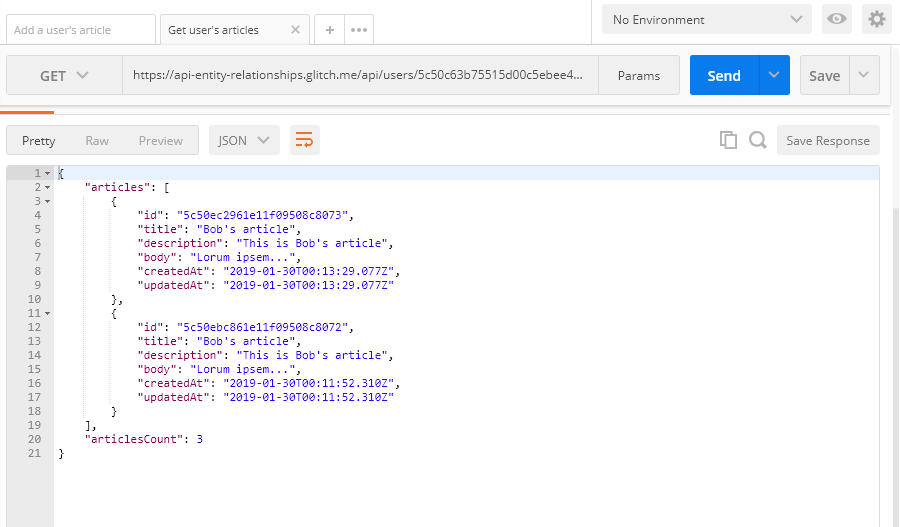 Add a user's article
Get user's articles
No Environment
GET
https://api-entity-relationships.glitch.me/api/users/5c50c63b75515d00c5ebee4...
Params
Send
Save
Pretty
Raw
Preview
JSON
Save Response
1 {
2 "articles": [
3 {
4 "id": "5c50ec2961e11f09508c8073",
5 "title": "Bob's article",
6 "description": "This is Bob's article",
7 "body": "Lorum ipsem...",
8 "createdAt": "2019-01-30T00:13:29.077Z",
9 "updatedAt": "2019-01-30T00:13:29.077Z"
10 },
11 {
12 "id": "5c50ebc861e11f09508c8072",
13 "title": "Bob's article",
14 "description": "This is Bob's article",
15 "body": "Lorum ipsem...",
16 "createdAt": "2019-01-30T00:11:52.310Z",
17 "updatedAt": "2019-01-30T00:11:52.310Z"
18 }
19 ],
20 "articlesCount": 3
21 }